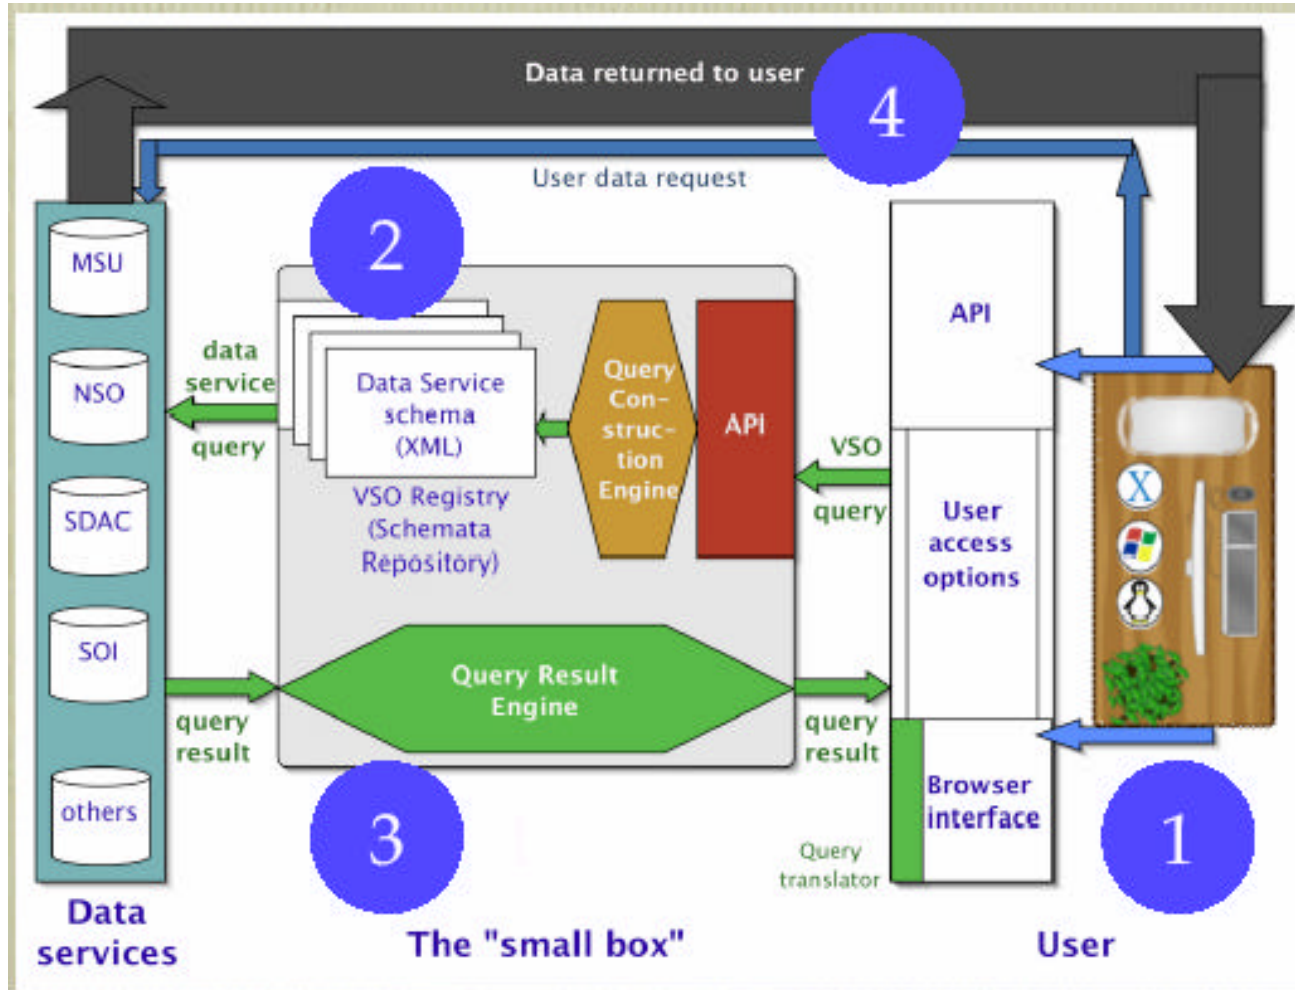 Data returned to user
4
User data request
2
MSU
NSO
SDAC
SOI
others
data
service
query
Data Service
schema
(XML)
VSO Registry
(Schemata
Repository)
Query
Con-
struc-
tion
Engine
API
VSO
query
API
User
access
options
X
Query Result
Engine
query
result
query
result
Browser
interface
Query
translator
3
1
Data
services
The "small box"
User